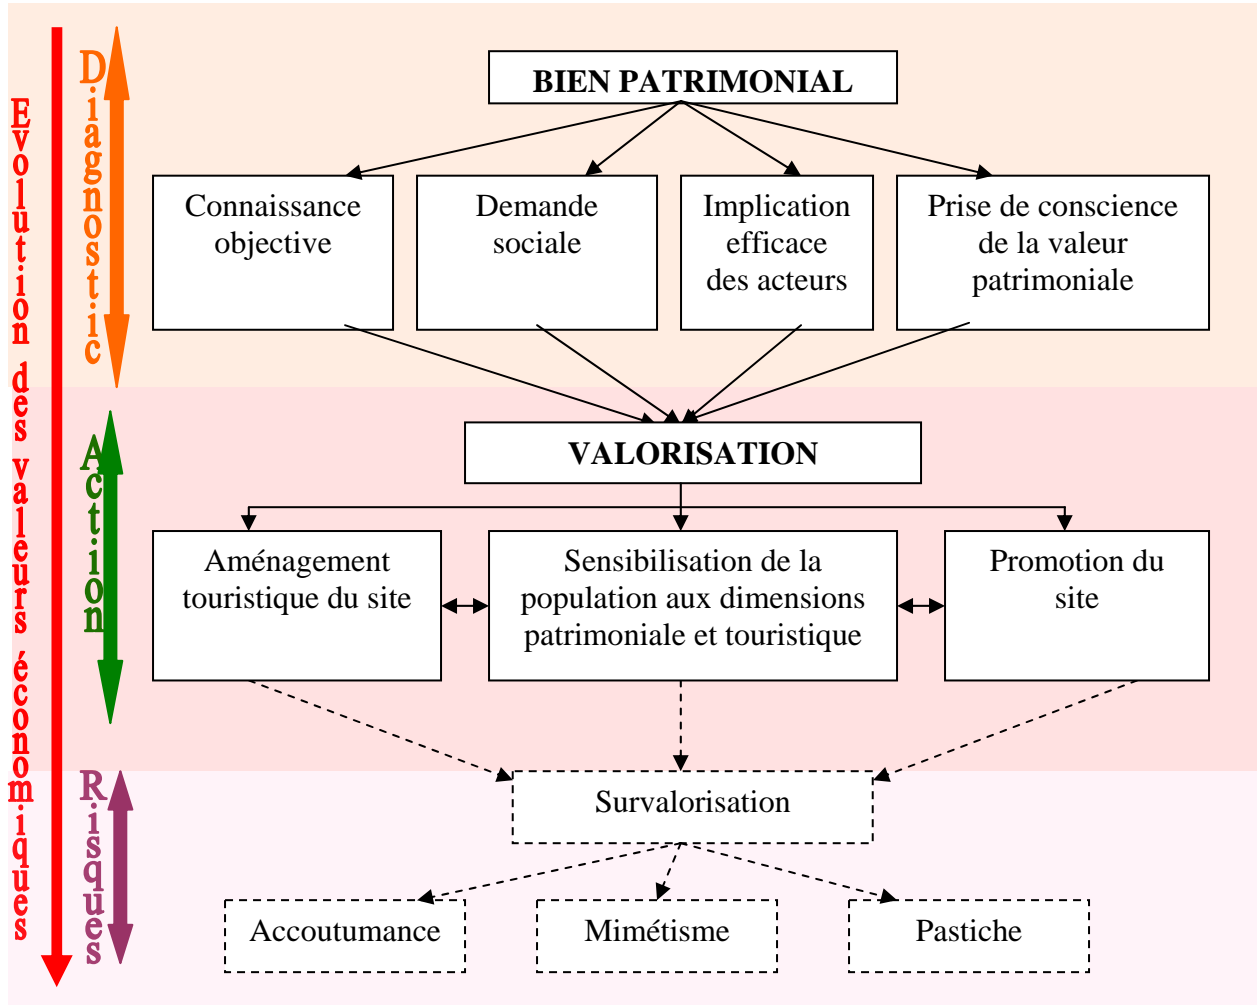 Evolution des valeurs économiques
Diagnostic
BIEN PATRIMONIAL
Connaissance
objective
Demande
sociale
Implication
efficace
des acteurs
Prise de conscience
de la valeur
patrimoniale
Action
VALORISATION
Aménagement
touristique du site
Sensibilisation de la
population aux dimensions
patrimoniale et touristique
Promotion du
site
Risques
Survalorisation
Accoutumance
Mimétisme
Pastiche